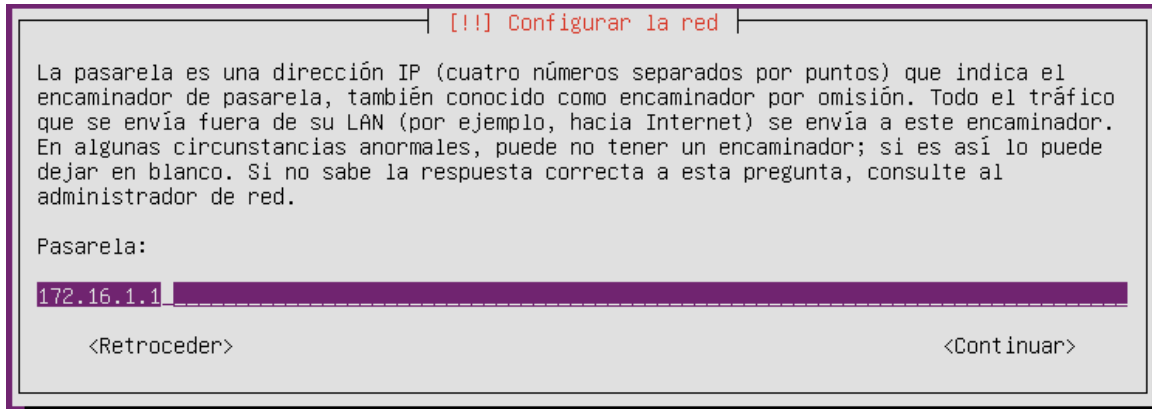 [!!] Configurar la red
La pasarela es una dirección IP (cuatro números separados por puntos) que indica el
encaminador de pasarela, también conocido como encaminador por omisión. Todo el tráfico
que se envía fuera de su LAN (por ejemplo, hacia Internet) se envía a este encaminador.
En algunas circunstancias anormales, puede no tener un encaminador; si es así lo puede
dejar en blanco. Si no sabe la respuesta correcta a esta pregunta, consulte al
administrador de red.
Pasarela:
172.16.1.1
<Retroceder> <Continuar>